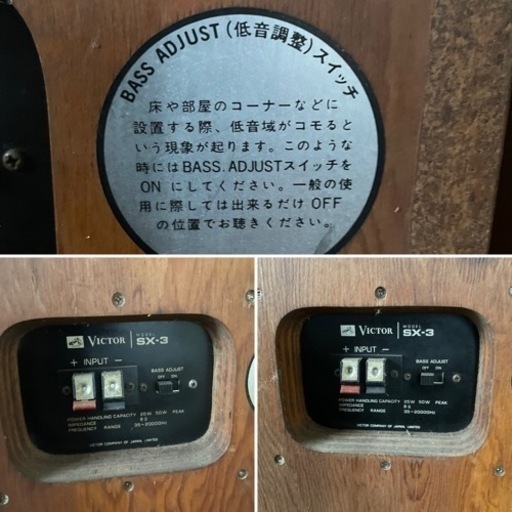 BASS ADJUST (低音調整) スイッチ
床や部屋のコーナーなどに
設置する際、低音域がコモると
いう現象が起ります。このような
時にはBASS. ADJUSTスイッチを
ON にしてください。一般の使
用に際しては出来るだけ OFF
の位置でお聴きください。
VICTOR MODEL SX-3
+ INPUT −
BASS ADJUST
OFF ON
POWER HANDLING CAPACITY 25W 50W PEAK
IMPEDANCE 8Ω
FREQUENCY RANGE 35~20000Hz
VICTOR COMPANY OF JAPAN, LIMITED
VICTOR MODEL SX-3
+ INPUT −
BASS ADJUST
OFF ON
POWER HANDLING CAPACITY 25W 50W PEAK
IMPEDANCE 8Ω
FREQUENCY RANGE 35~20000Hz
VICTOR COMPANY OF JAPAN, LIMITED